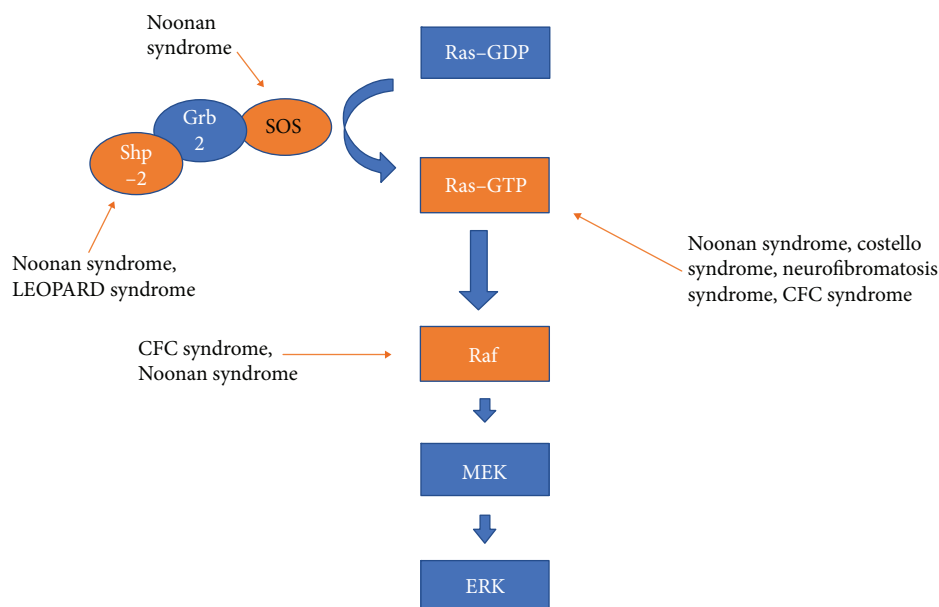 Noonan
syndrome
Ras–GDP
Grb
2
SOS
Shp
–2
Ras–GTP
Noonan syndrome,
LEOPARD syndrome
Noonan syndrome, costello
syndrome, neurofibromatosis
syndrome, CFC syndrome
CFC syndrome,
Noonan syndrome
Raf
MEK
ERK